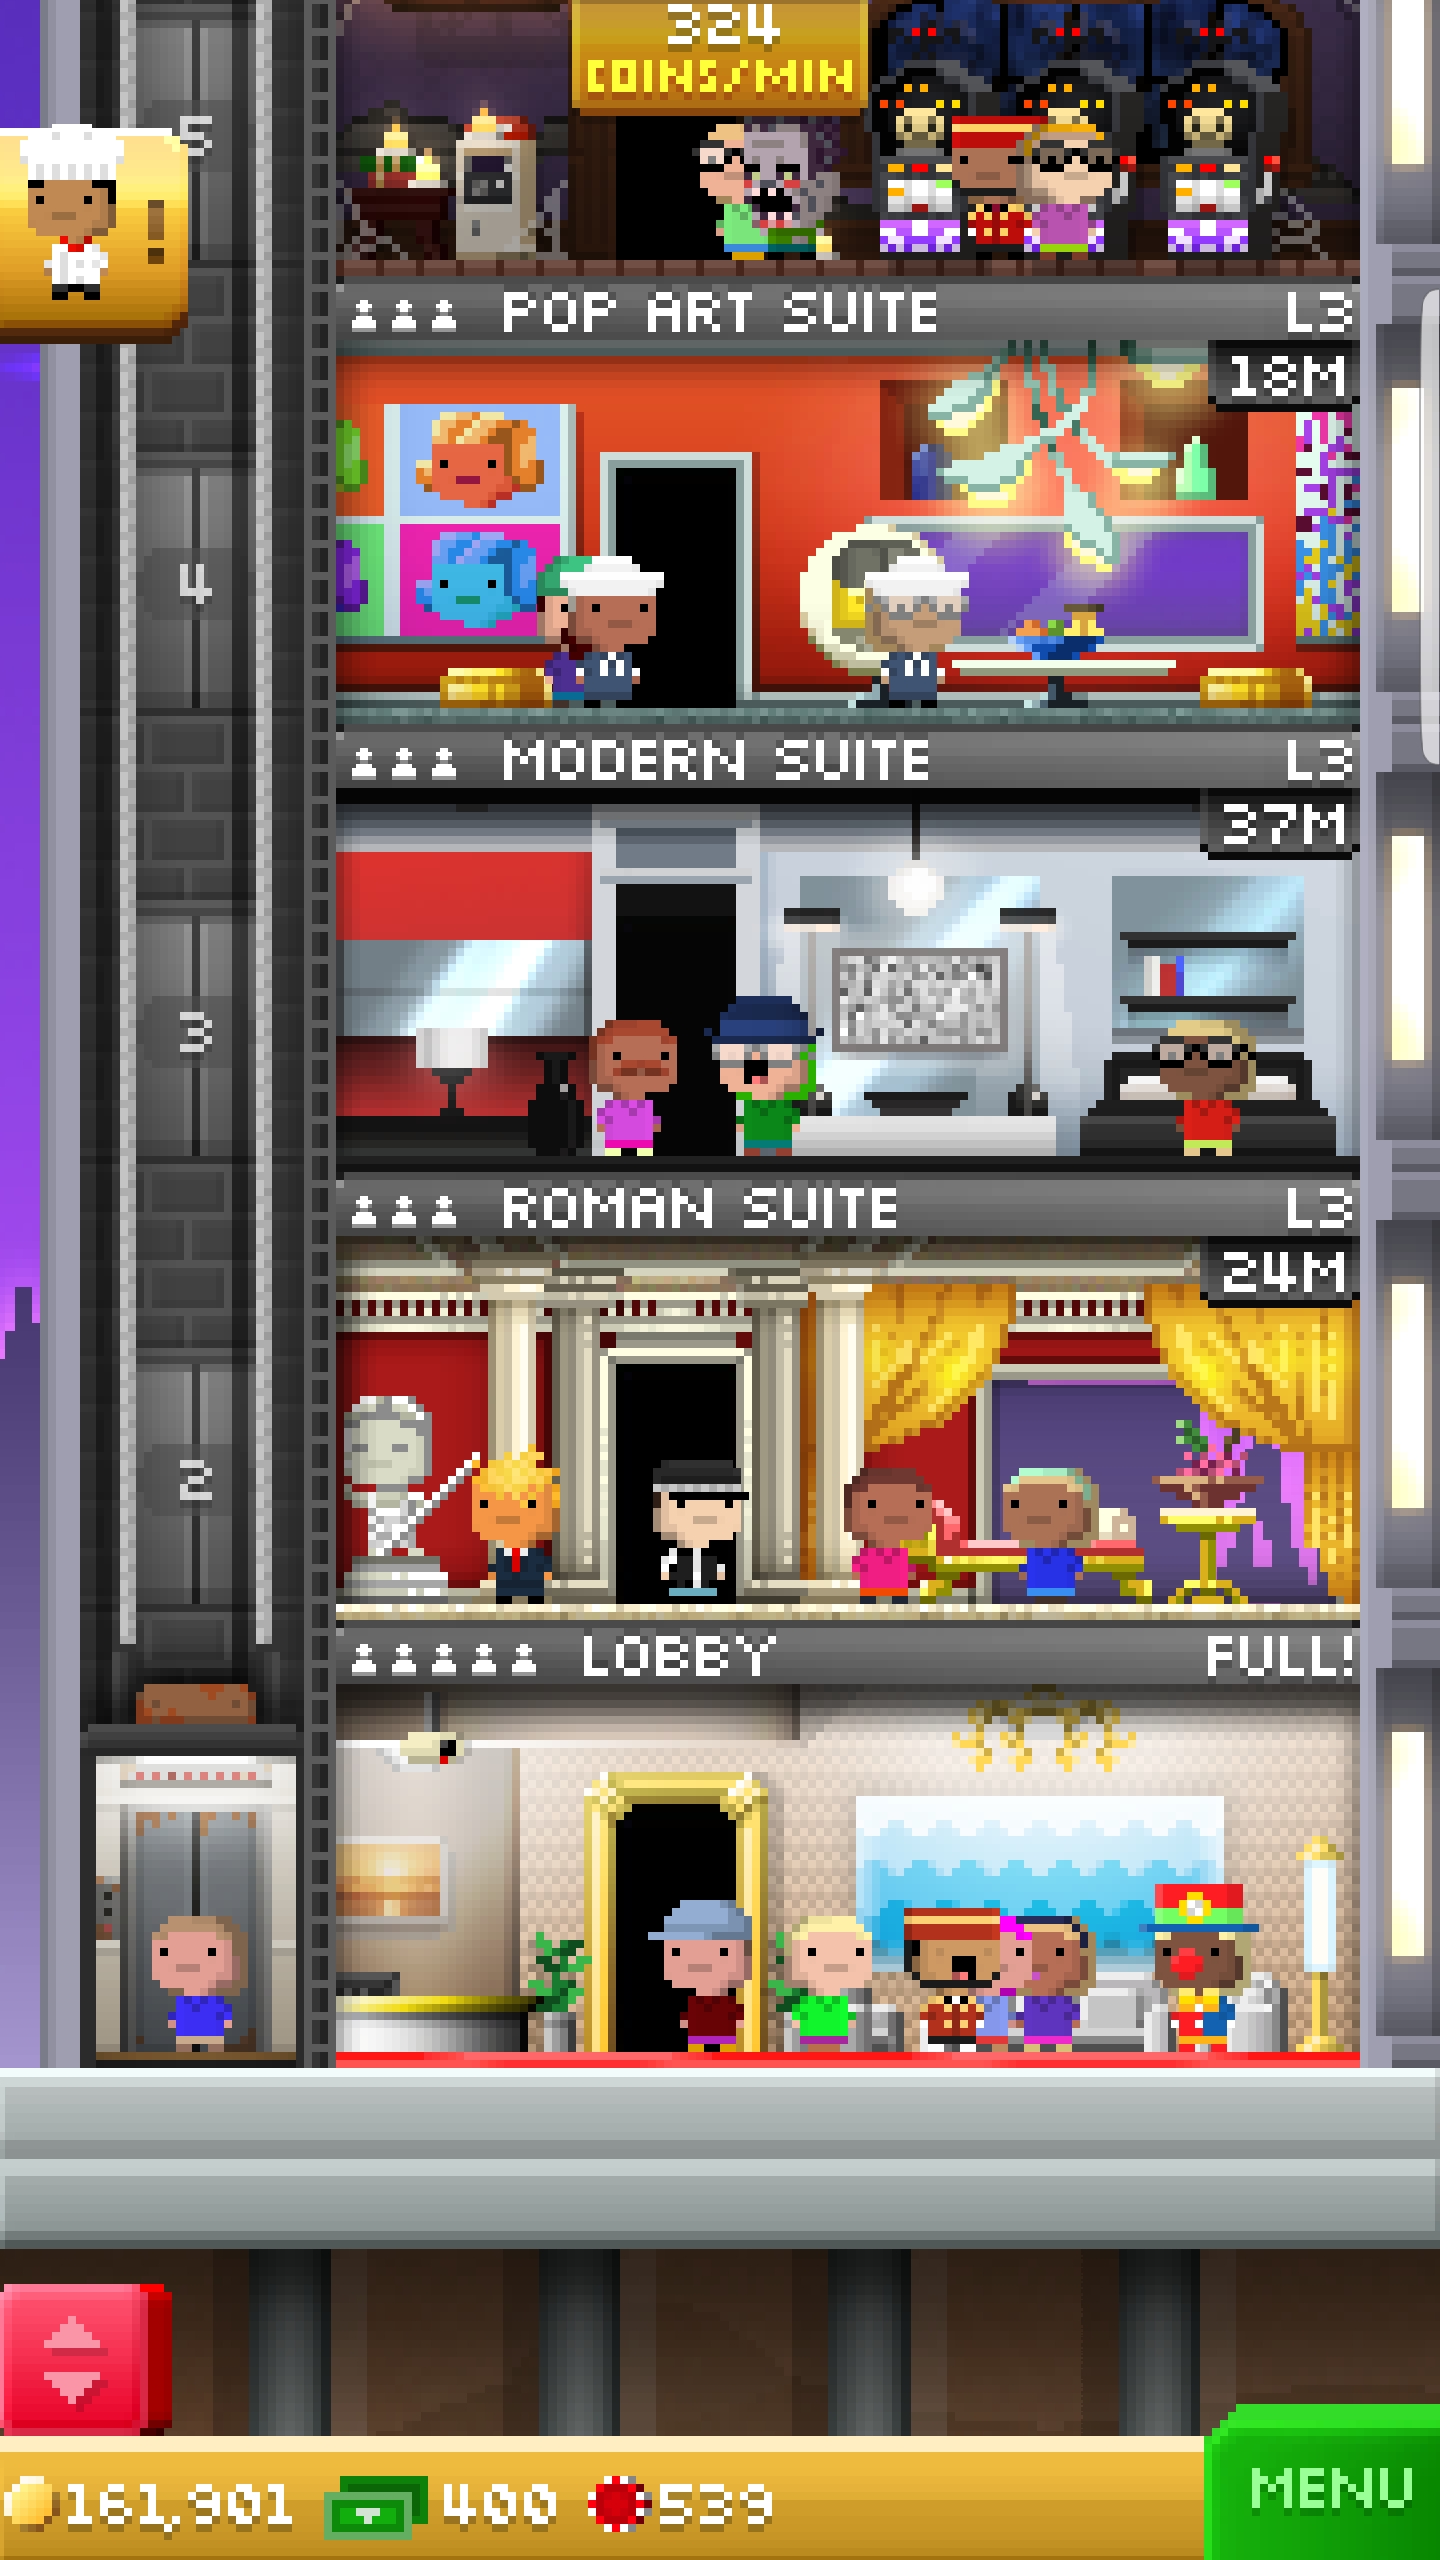 324
COINS/MIN
5
!
POP ART SUITE L3
18M
4
MODERN SUITE L3
37M
3
ROMAN SUITE L3
24M
2
LOBBY FULL!
161,901 400 539
MENU